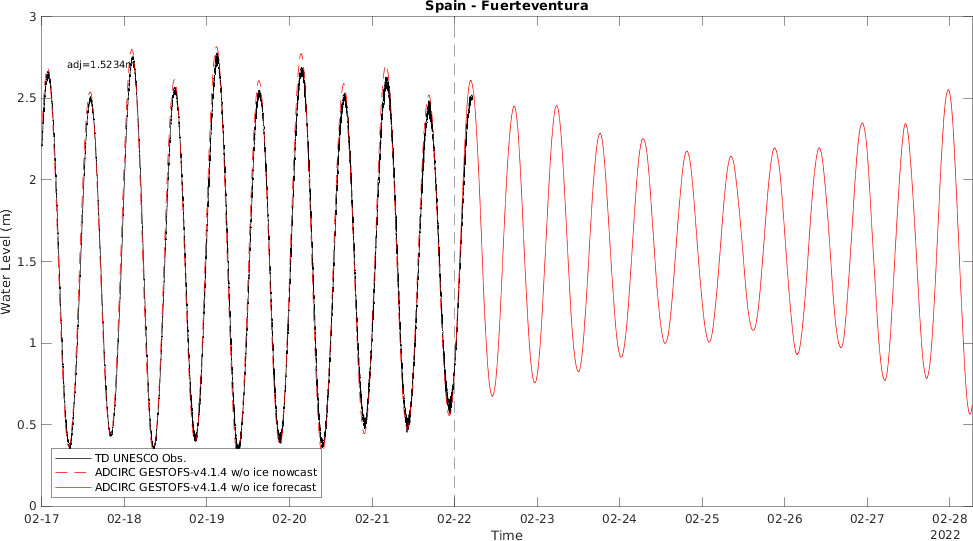 Spain - Fuerteventura
adj=1.5234m
Water Level (m)
3
2.5
2
1.5
1
0.5
0
TD UNESCO Obs.
ADCIRC GESTOFS-v4.1.4 w/o ice nowcast
ADCIRC GESTOFS-v4.1.4 w/o ice forecast
02-17 02-18 02-19 02-20 02-21 02-22 02-23 02-24 02-25 02-26 02-27 02-28
2022
Time